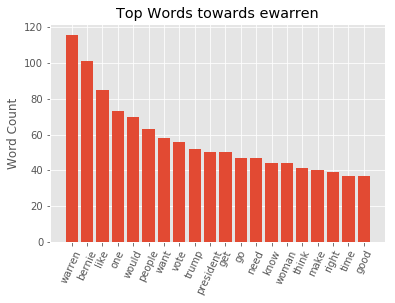 Top Words towards ewarren
Word Count
120
100
80
60
40
20
0
warren
bernie
like
one
would
people
want
vote
trump
president
get
go
need
know
woman
think
make
right
time
good